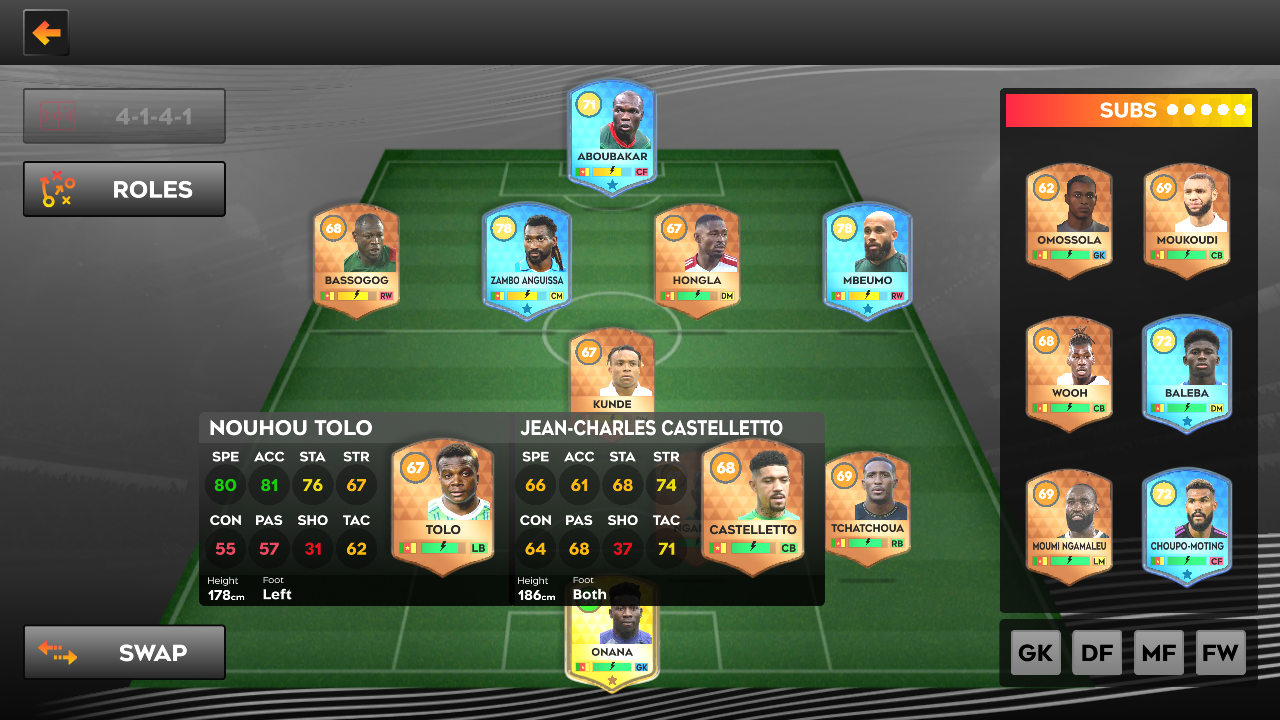 4-1-4-1
ROLES
71
ABOUBAKAR
CF
68
BASSOGOG
RW
78
ZAMBO ANGUISSA
CM
67
HONGLA
DM
78
MBEUMO
RW
67
KUNDE
NOUHOU TOLO
SPE ACC STA STR
80 81 76 67
CON PAS SHO TAC
55 57 31 62
Height Foot
178cm Left
67
TOLO
LB
JEAN-CHARLES CASTELLETTO
SPE ACC STA STR
66 61 68 74
CON PAS SHO TAC
64 68 37 71
Height Foot
186cm Both
68
CASTELLETTO
CB
69
TCHATCHOUA
RB
ONANA
GK
SWAP
SUBS
62
OMOSSOLA
GK
69
MOUKOUDI
CB
68
WOOH
CB
72
BALEBA
DM
69
MOUMI NGAMALEU
LM
72
CHOUPO-MOTING
CF
GK DF MF FW